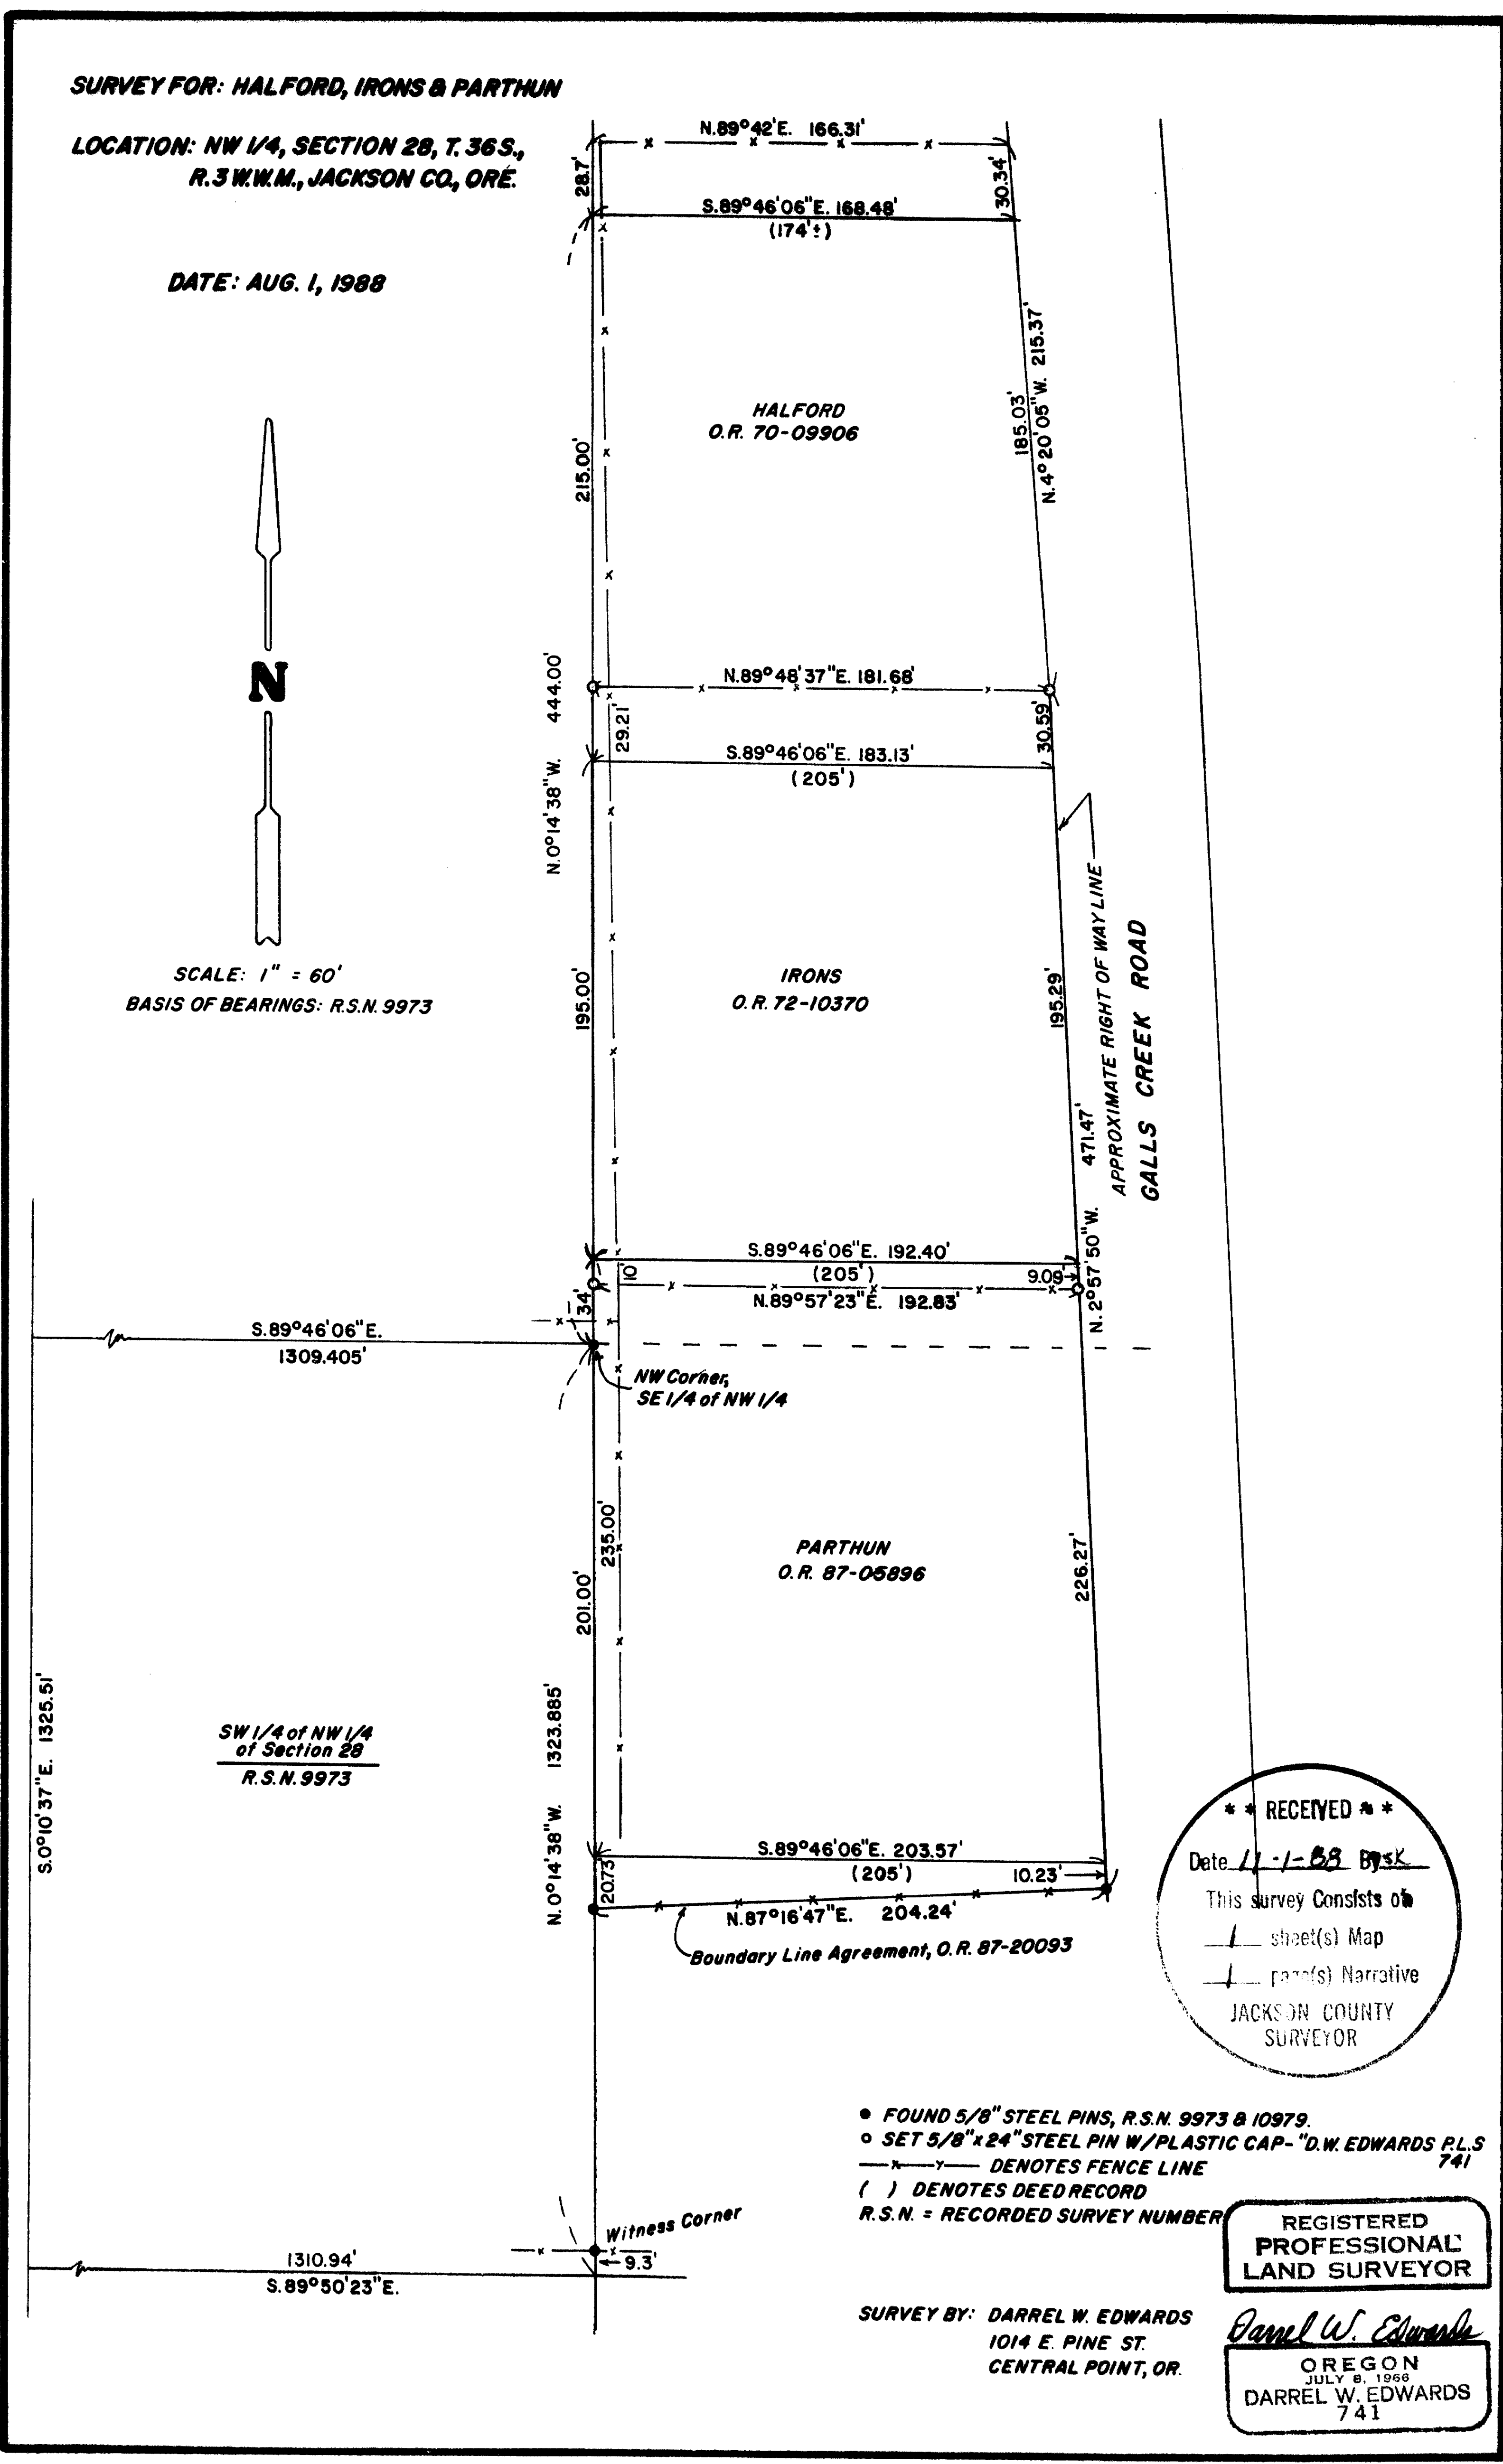 SURVEY FOR: HALFORD, IRONS & PARTHUN
LOCATION: NW 1/4, SECTION 28, T. 36 S.,
R. 3 W. W.M., JACKSON CO., ORE.
DATE: AUG. 1, 1988
N
SCALE: 1" = 60'
BASIS OF BEARINGS: R.S.N. 9973
N.89°42'E. 166.31'
28.7'
30.34'
S.89°46'06"E. 168.48'
(174'±)
HALFORD
O.R. 70-09906
215.00'
185.03'
N.4°20'05"W. 215.37'
N.89°48'37"E. 181.68'
N.0°14'38"W. 444.00'
29.21'
30.59'
S.89°46'06"E. 183.13'
(205')
IRONS
O.R. 72-10370
195.00'
195.29'
APPROXIMATE RIGHT OF WAY LINE
GALLS CREEK ROAD
N.2°57'50"W. 471.47'
S.89°46'06"E. 192.40'
(205')
10'
9.09'
N.89°57'23"E. 192.83'
34'
S.89°46'06"E.
1309.405'
NW Corner,
SE 1/4 of NW 1/4
PARTHUN
O.R. 87-05896
235.00'
201.00'
226.27'
S.0°10'37"E. 1325.51'
SW 1/4 of NW 1/4
of Section 28
R.S.N. 9973
N.0°14'38"W. 1323.885'
S.89°46'06"E. 203.57'
(205')
10.23'
20.73'
N.87°16'47"E. 204.24'
Boundary Line Agreement, O.R. 87-20093
* * RECEIVED * *
Date 11-1-88 By
This survey Consists of
1 sheet(s) Map
1 page(s) Narrative
JACKSON COUNTY
SURVEYOR
● FOUND 5/8" STEEL PINS, R.S.N. 9973 & 10979.
○ SET 5/8" x 24" STEEL PIN W/PLASTIC CAP- "D.W. EDWARDS P.L.S
741
—x—x— DENOTES FENCE LINE
( ) DENOTES DEED RECORD
R.S.N. = RECORDED SURVEY NUMBER
Witness Corner
9.3'
1310.94'
S.89°50'23"E.
SURVEY BY: DARREL W. EDWARDS
1014 E. PINE ST.
CENTRAL POINT, OR.
REGISTERED
PROFESSIONAL
LAND SURVEYOR
Darrel W. Edwards
OREGON
JULY 8, 1966
DARREL W. EDWARDS
741